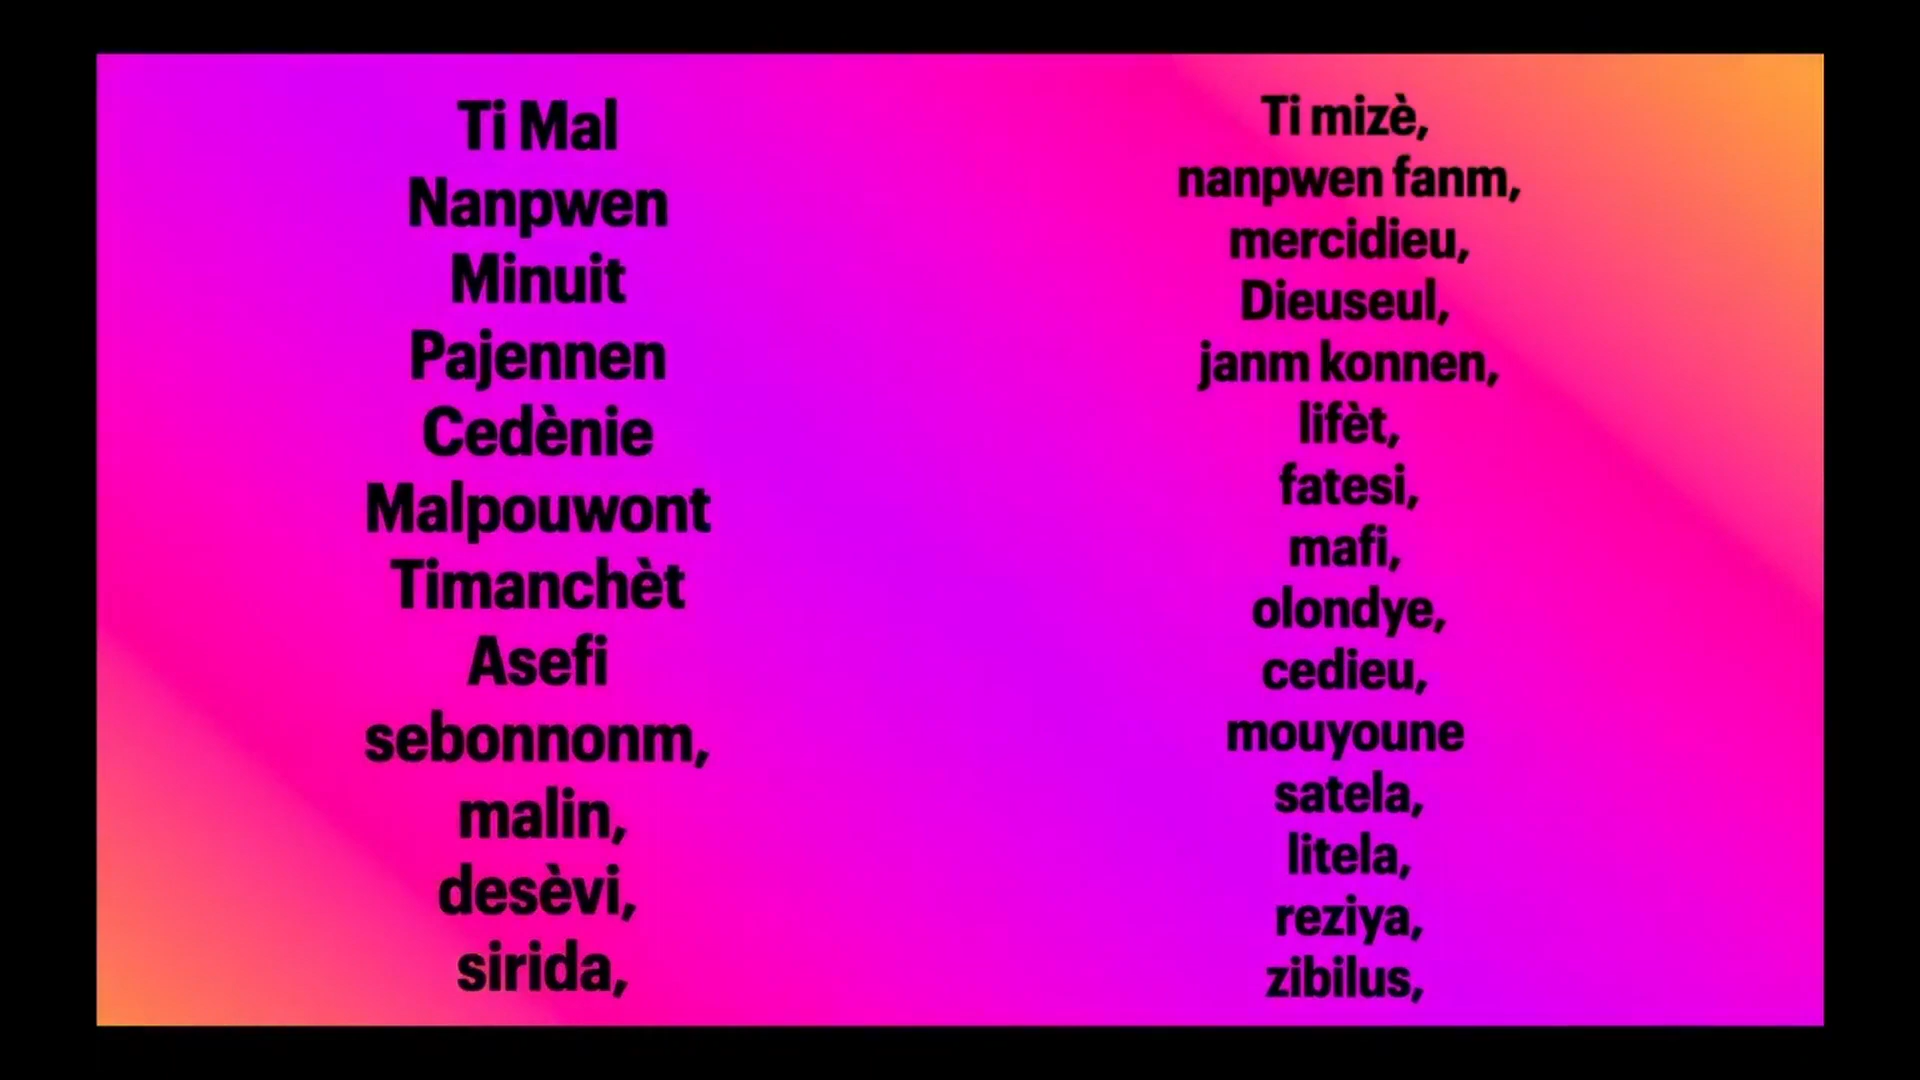 Ti Mal
Nanpwen
Minuit
Pajennen
Cedènie
Malpouwont
Timanchèt
Asefi
sebonnonm,
malin,
desèvi,
sirida,
Ti mizè,
nanpwen fanm,
mercidieu,
Dieuseul,
janm konnen,
lifèt,
fatesi,
mafi,
olondye,
cedieu,
mouyoune
satela,
litela,
reziya,
zibilus,